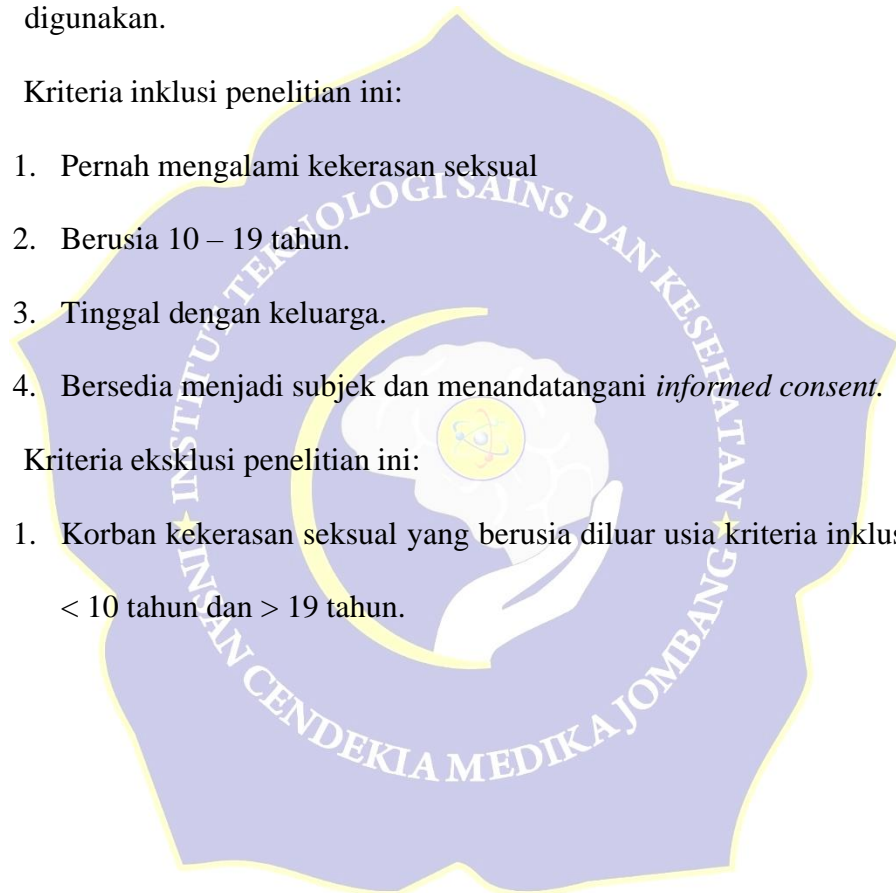 digunakan.
Kriteria inklusi penelitian ini:
1. Pernah mengalami kekerasan seksual
2. Berusia 10 – 19 tahun.
3. Tinggal dengan keluarga.
4. Bersedia menjadi subjek dan menandatangani informed consent.
Kriteria eksklusi penelitian ini:
1. Korban kekerasan seksual yang berusia diluar usia kriteria
< 10 tahun dan > 19 tahun.
INSTITUT TEKNOLOGI SAINS DAN KESEHATAN
INSAN CENDEKIA MEDIKA JOMBANG